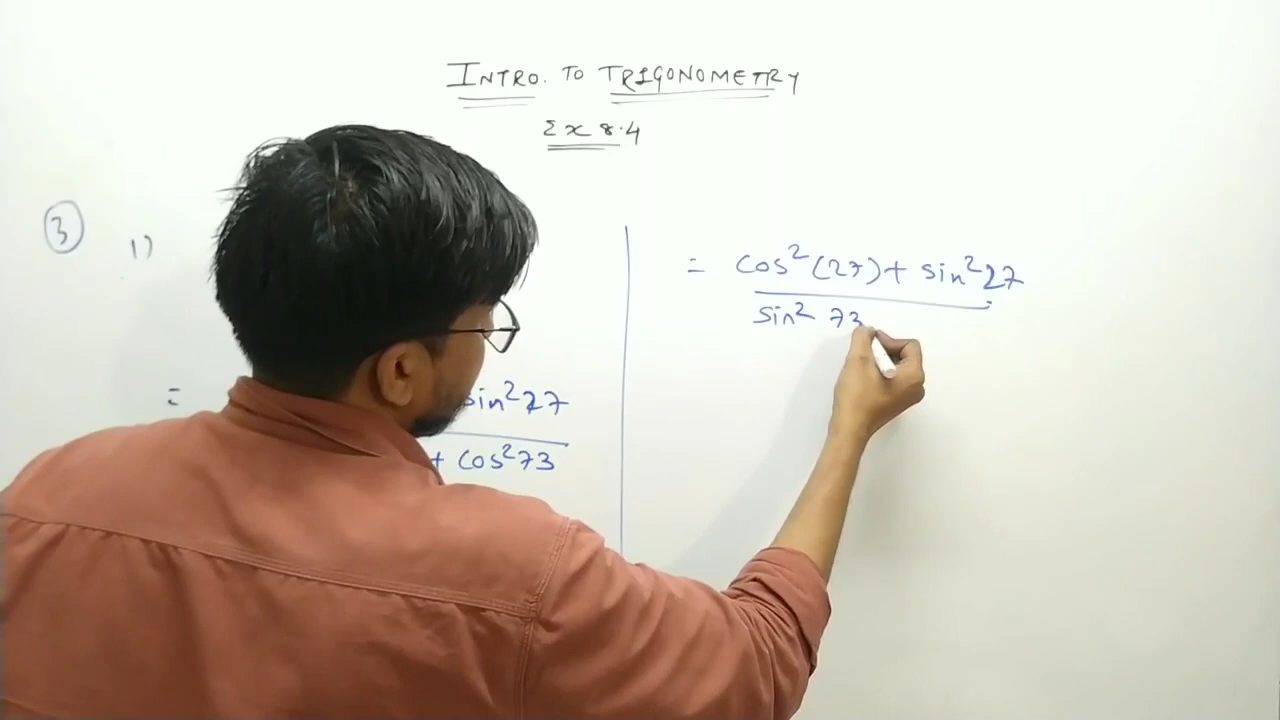 INTRO. TO TRIGONOMETRY
Ex 8.4
3 1)
= sin²27
+ cos²73
= cos²(27) + sin²27
sin² 73